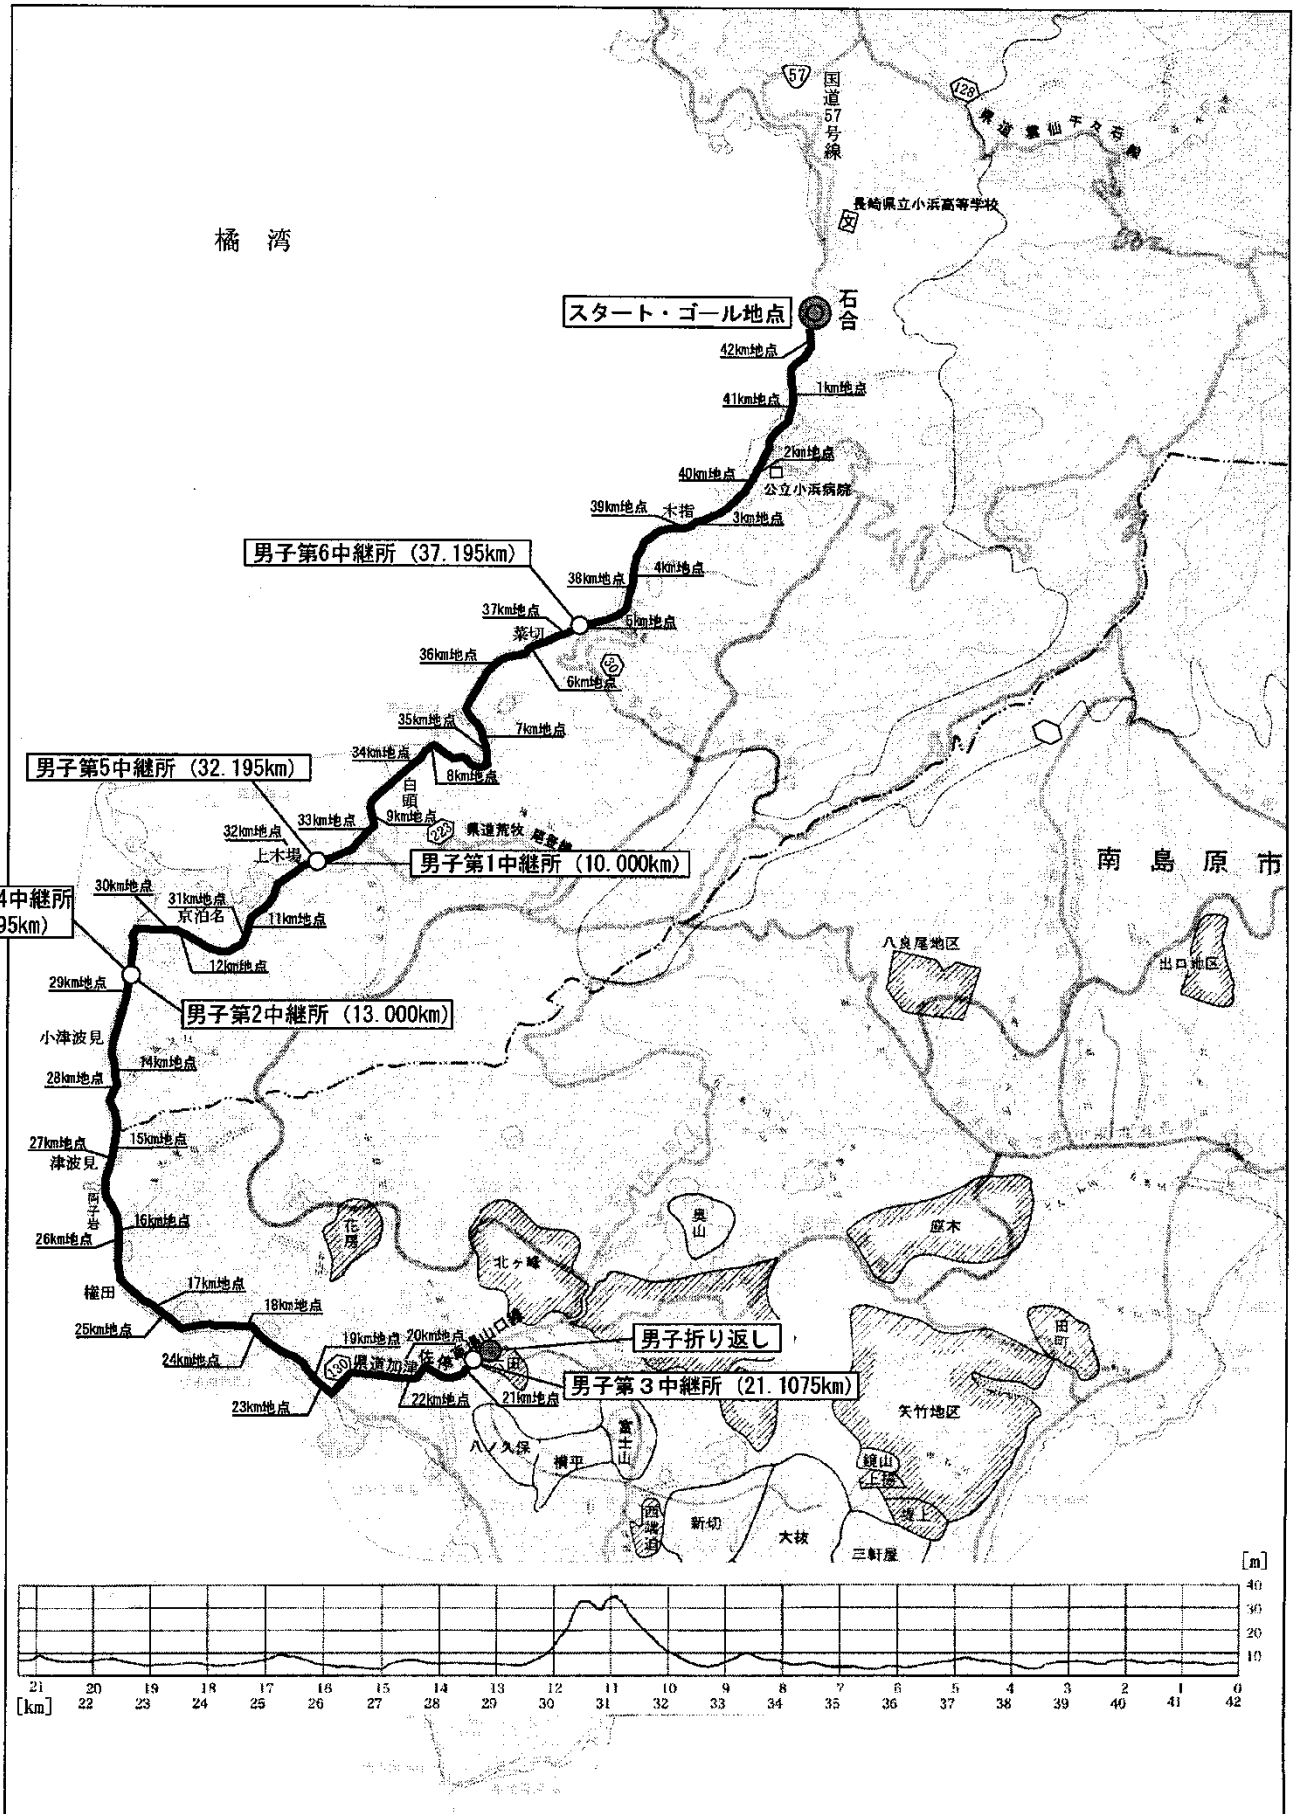 57
国道57号線
128
県道 雲仙千々石線
長崎県立小浜高等学校
文
橘 湾
スタート・ゴール地点
石合
42km地点
1km地点
41km地点
2km地点
40km地点
公立小浜病院
39km地点
木指
3km地点
男子第6中継所 (37.195km)
4km地点
38km地点
37km地点
5km地点
菜切
36km地点
30
6km地点
35km地点
7km地点
34km地点
男子第5中継所 (32.195km)
8km地点
白頭
9km地点
33km地点
223
県道荒牧
32km地点
上木場
男子第1中継所 (10.000km)
南 島 原 市
30km地点
31km地点
4中継所
京泊名
11km地点
95km)
八良尾地区
12km地点
出口地区
29km地点
男子第2中継所 (13.000km)
小津波見
14km地点
28km地点
15km地点
27km地点
津波見
16km地点
26km地点
花房
北ヶ峰
奥山
17km地点
権田
18km地点
25km地点
19km地点
20km地点
男子折り返し
田町
24km地点
130
県道加津佐
山口線
田
男子第3中継所 (21.1075km)
23km地点
22km地点
21km地点
矢竹地区
八ノ久保
横平
富士山
鏡山
堤上
新切
大抜
三軒屋
[m]
40
30
20
10
21 20 19 18 17 16 15 14 13 12 11 10 9 8 7 6 5 4 3 2 1 0
[km] 22 23 24 25 26 27 28 29 30 31 32 33 34 35 36 37 38 39 40 41 42